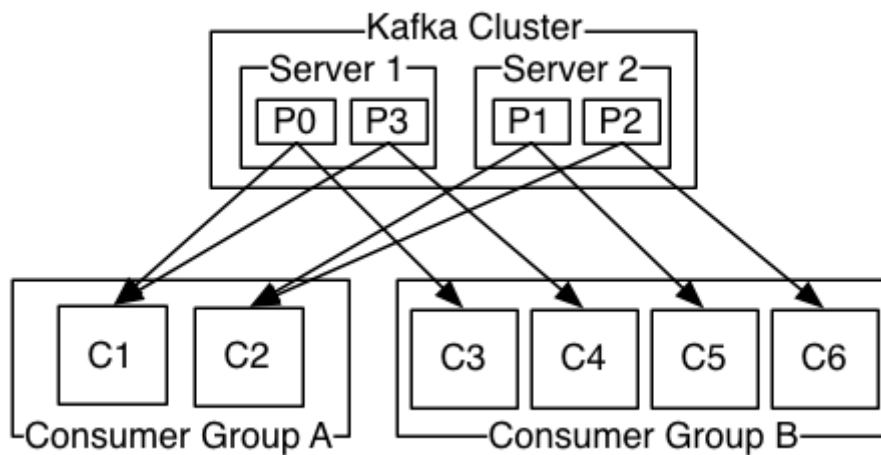 Kafka Cluster
Server 1
Server 2
P0
P3
P1
P2
C1
C2
C3
C4
C5
C6
Consumer Group A
Consumer Group B